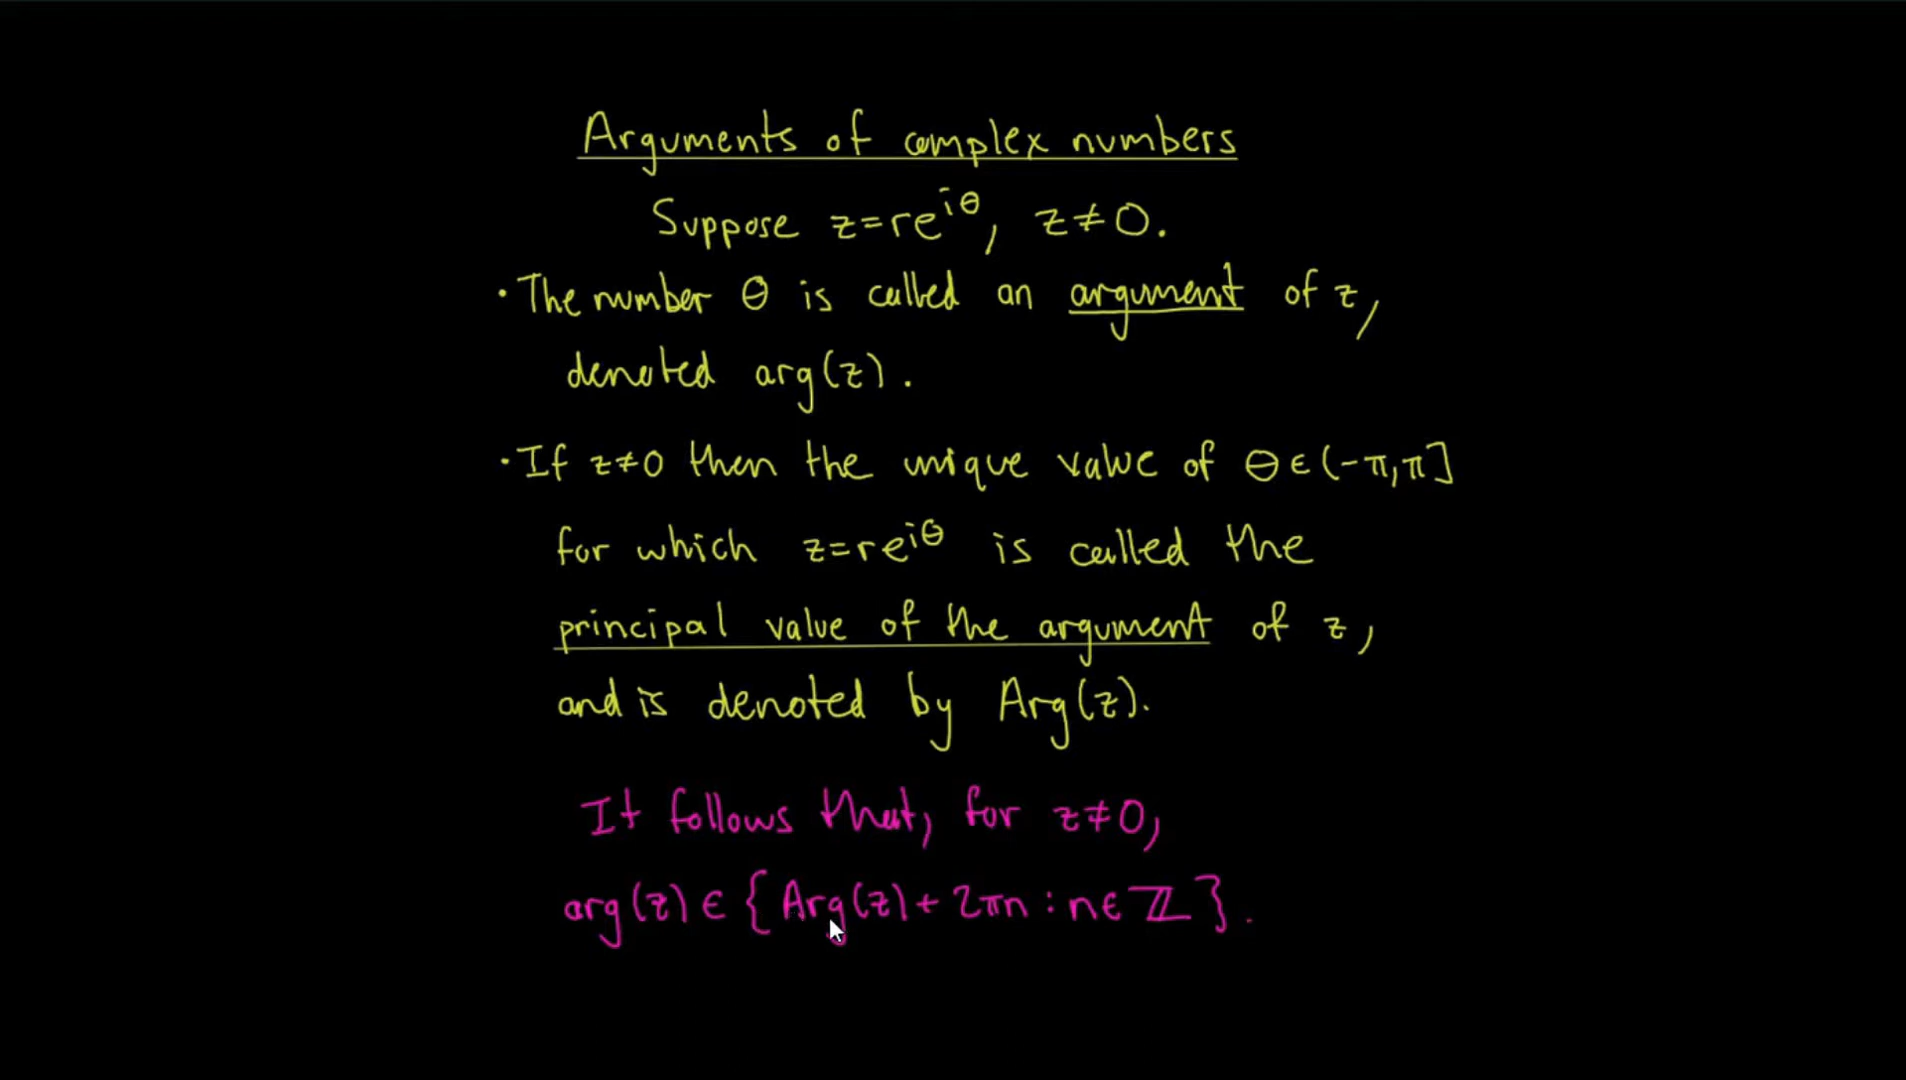 Arguments of complex numbers
Suppose z=re^{iθ}, z≠0.
• The number θ is called an argument of z,
denoted arg(z).
• If z≠0 then the unique value of θ∈(-π,π]
for which z=re^{iθ} is called the
principal value of the argument of z,
and is denoted by Arg(z).
It follows that, for z≠0,
arg(z) ∈ {Arg(z)+2πn : n∈ℤ}.